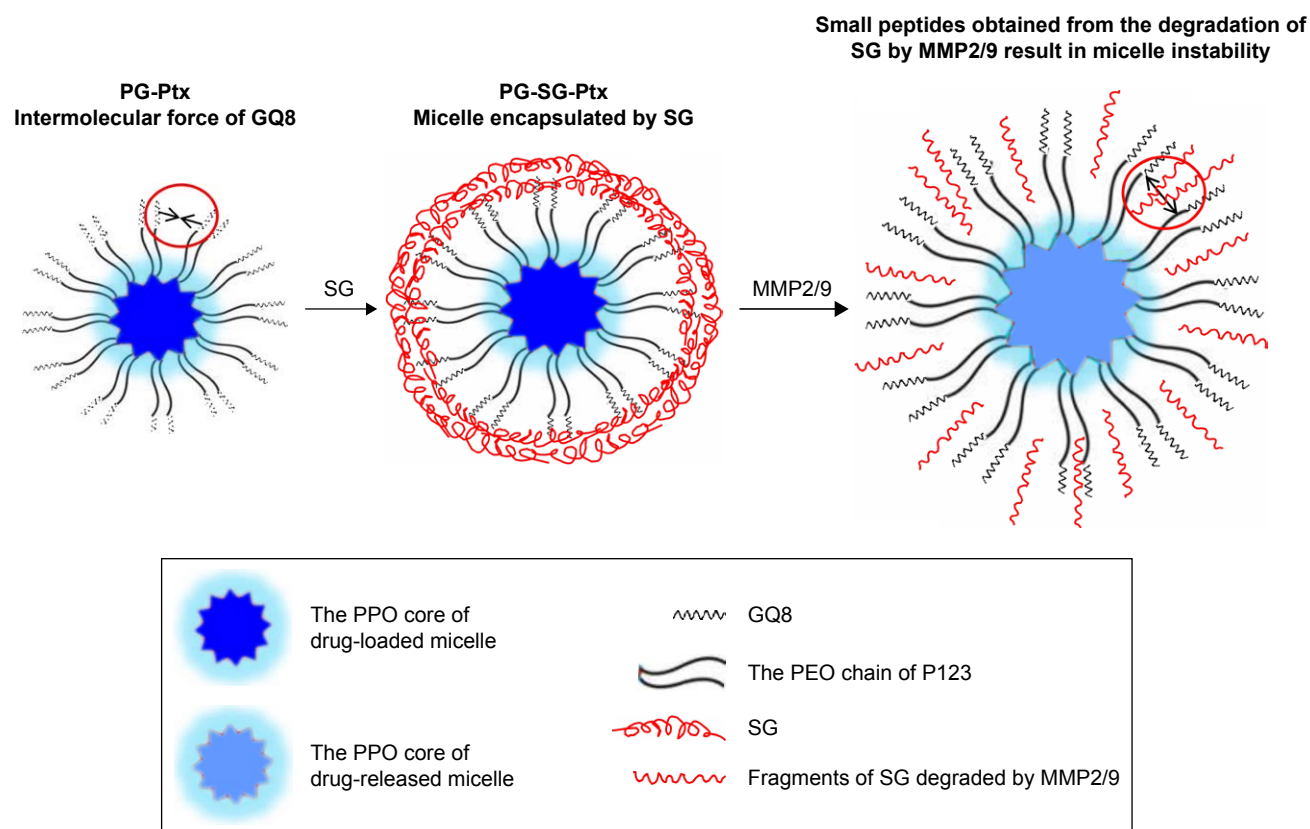 PG-Ptx
Intermolecular force of GQ8
SG
PG-SG-Ptx
Micelle encapsulated by SG
MMP2/9
Small peptides obtained from the degradation of
SG by MMP2/9 result in micelle instability
The PPO core of
drug-loaded micelle
The PPO core of
drug-released micelle
GQ8
The PEO chain of P123
SG
Fragments of SG degraded by MMP2/9